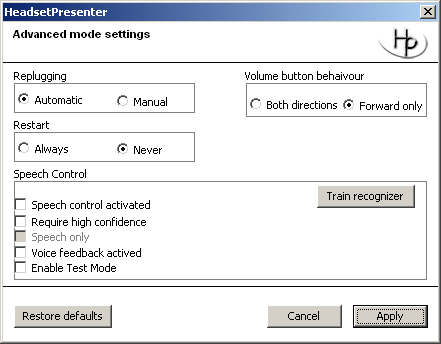 HeadsetPresenter
Advanced mode settings
Hp
Replugging
Automatic Manual
Volume button behaivour
Both directions Forward only
Restart
Always Never
Speech Control
Train recognizer
Speech control activated
Require high confidence
Speech only
Voice feedback actived
Enable Test Mode
Restore defaults Cancel Apply